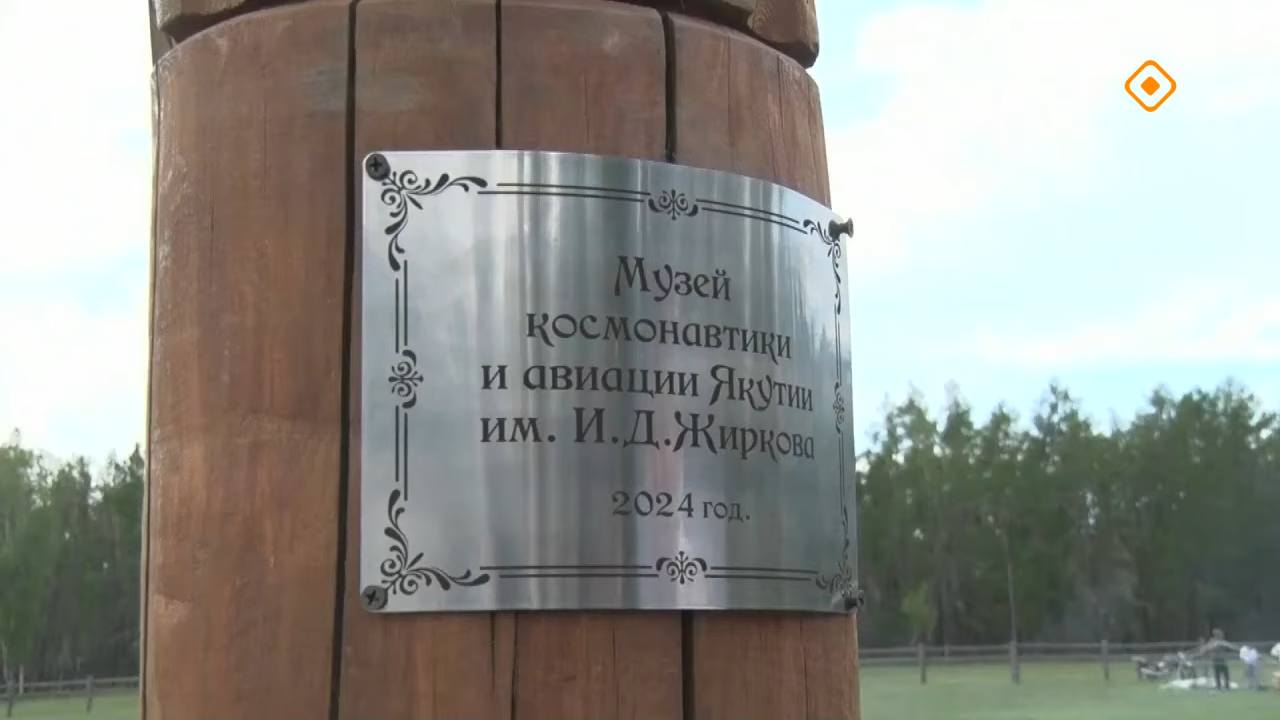 Музей
космонавтики
и авиации Якутии
им. И.Д.Жиркова
2024 год.